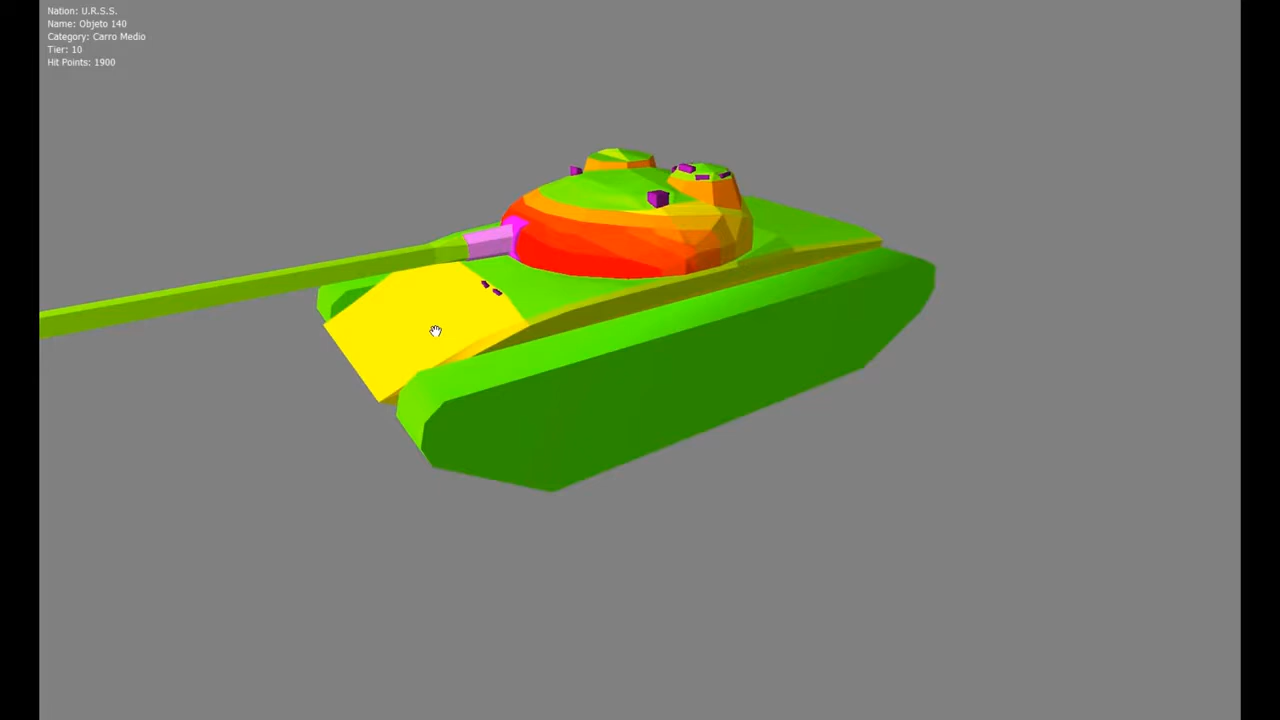 Nation: U.R.S.S.
Name: Objeto 140
Category: Carro Medio
Tier: 10
Hit Points: 1900